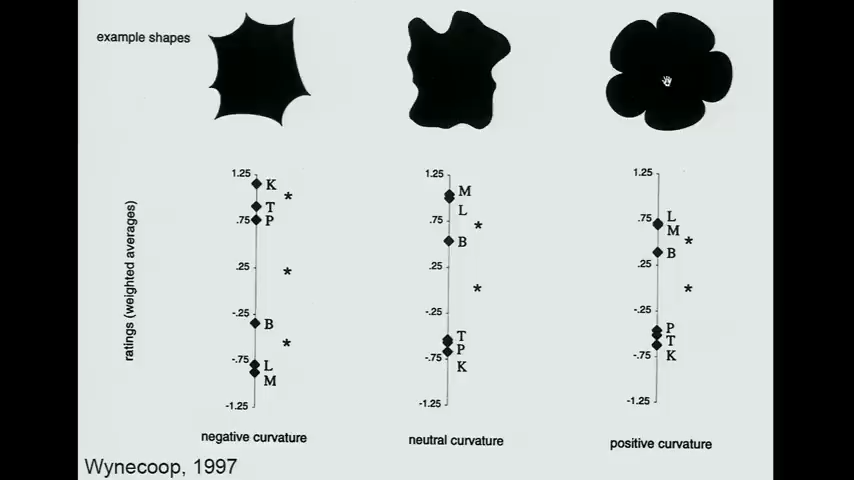 example shapes
ratings (weighted averages)
1.25
.75
.25
-.25
-.75
-1.25
K
T
P
B
L
M
*
*
*
negative curvature
1.25
.75
.25
-.25
-.75
-1.25
M
L
B
T
P
K
*
*
neutral curvature
1.25
.75
.25
-.25
-.75
-1.25
L
M
B
P
T
K
*
*
positive curvature
Wynecoop, 1997